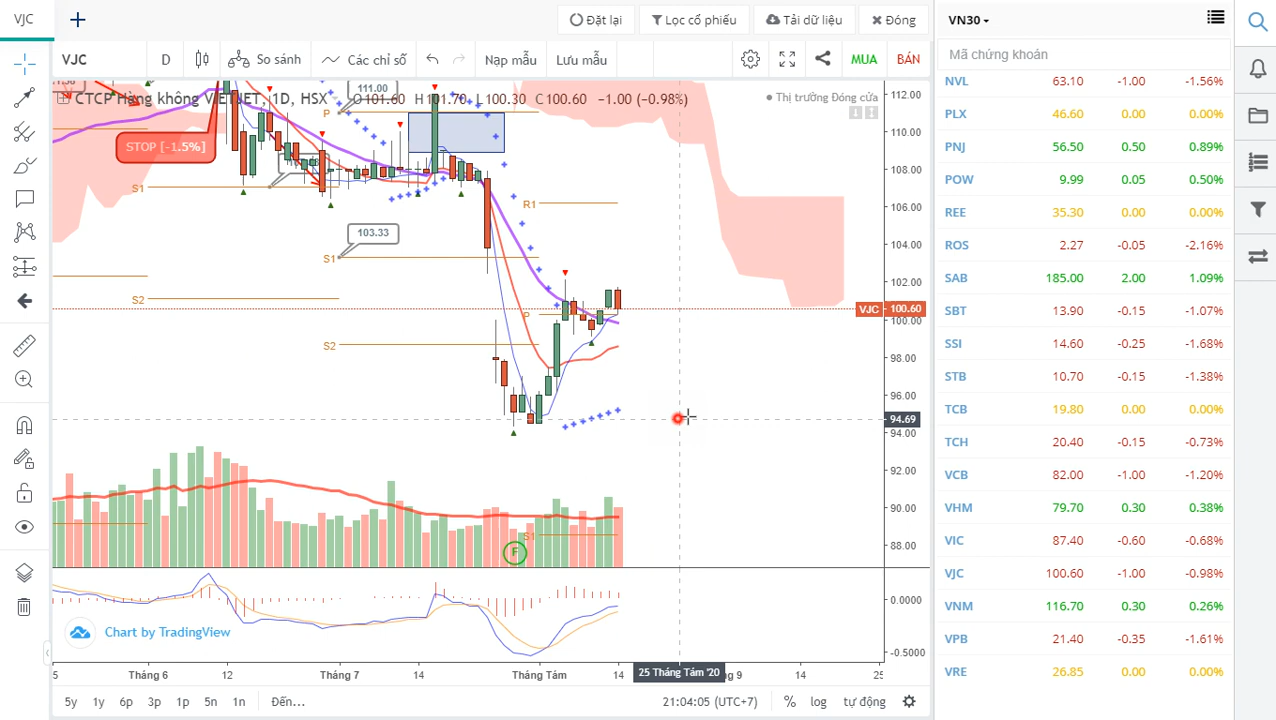 VJC
Đặt lại
Lọc cổ phiếu
Tải dữ liệu
Đóng
VN30
VJC
D
So sánh
Các chỉ số
Nạp mẫu
Lưu mẫu
MUA
BÁN
Mã chứng khoán
CTCP Hàng không VIETJET, 1D, HSX
O101.60 H101.70 L100.30 C100.60 −1.00 (−0.98%)
Thị trường Đóng cửa
111.00
P
STOP [-1.5%]
S1
R1
103.33
S1
S2
P
S2
S1
F
VJC 100.60
94.69
112.00
110.00
108.00
106.00
104.00
102.00
100.00
98.00
96.00
94.00
92.00
90.00
88.00
0.0000
-0.5000
Chart by TradingView
5
Tháng 6
12
Tháng 7
14
Tháng Tám
14
25 Tháng Tám '20
9
14
25
5y
1y
6p
3p
1p
5n
1n
Đến...
21:04:05 (UTC+7)
%
log
tự động
NVL 63.10 -1.00 -1.56%
PLX 46.60 0.00 0.00%
PNJ 56.50 0.50 0.89%
POW 9.99 0.05 0.50%
REE 35.30 0.00 0.00%
ROS 2.27 -0.05 -2.16%
SAB 185.00 2.00 1.09%
SBT 13.90 -0.15 -1.07%
SSI 14.60 -0.25 -1.68%
STB 10.70 -0.15 -1.38%
TCB 19.80 0.00 0.00%
TCH 20.40 -0.15 -0.73%
VCB 82.00 -1.00 -1.20%
VHM 79.70 0.30 0.38%
VIC 87.40 -0.60 -0.68%
VJC 100.60 -1.00 -0.98%
VNM 116.70 0.30 0.26%
VPB 21.40 -0.35 -1.61%
VRE 26.85 0.00 0.00%